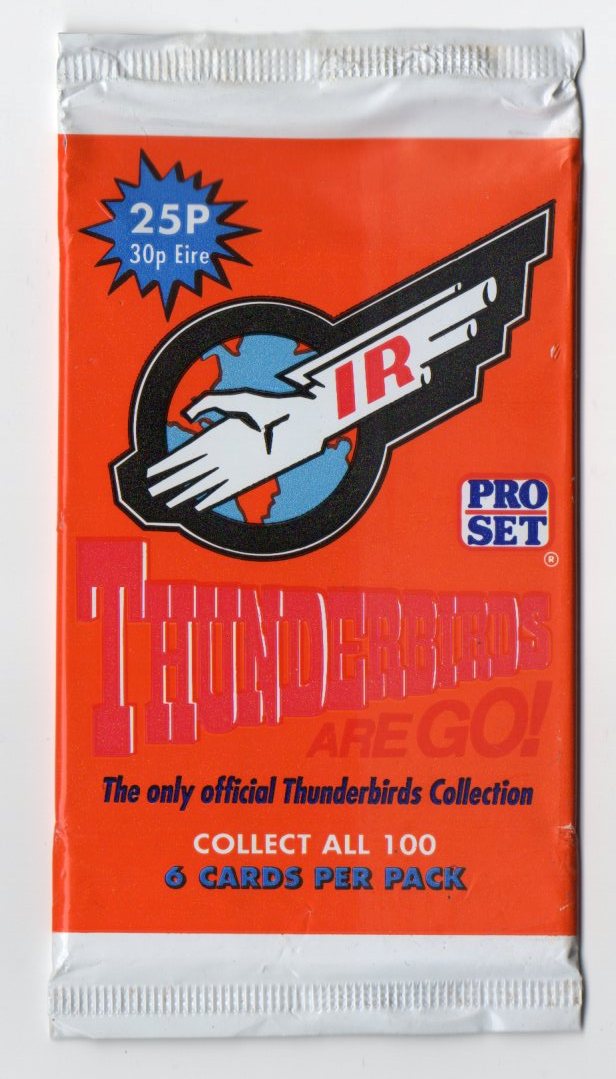 25P
30p Eire
IR
PRO
SET
®
THUNDERBIRDS
ARE GO!
The only official Thunderbirds Collection
COLLECT ALL 100
6 CARDS PER PACK